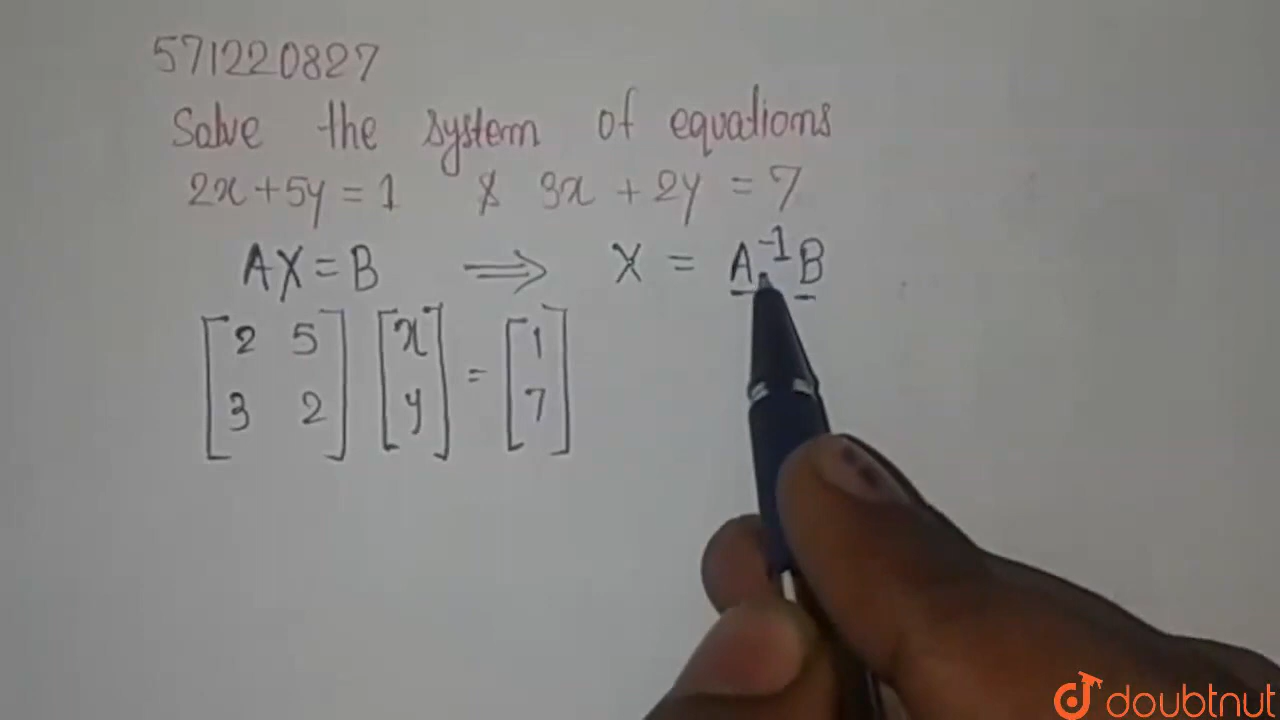 571220827
Solve the system of equations
2x+5y=1 & 3x+2y=7
AX=B ⟹ X = A⁻¹B
[2 5] [x] = [1]
[3 2] [y] [7]
doubtnut